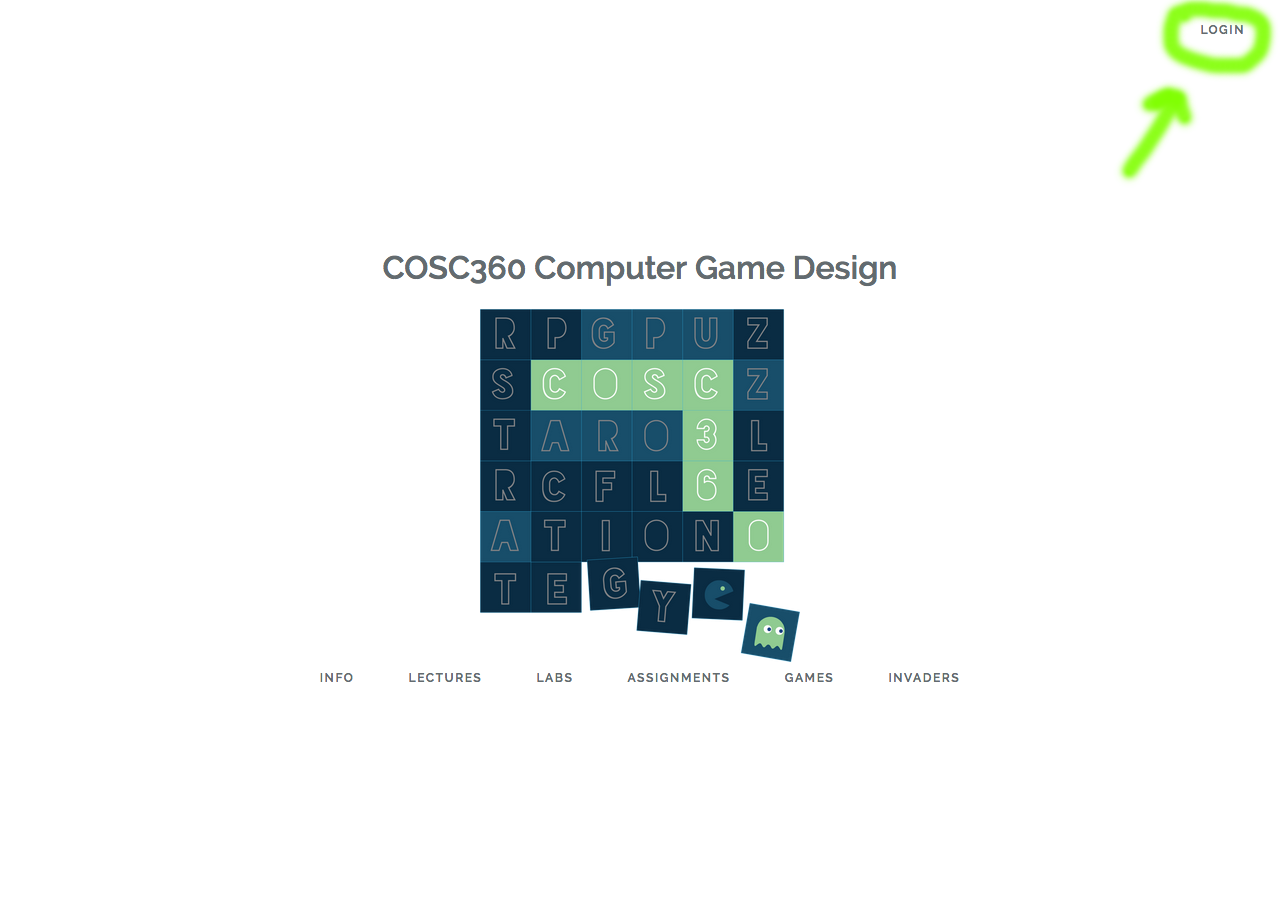 LOGIN
COSC360 Computer Game Design
R P G P U Z
S C O S C Z
T A R O 3 L
R C F L 6 E
A T I O N O
T E G Y
INFO LECTURES LABS ASSIGNMENTS GAMES INVADERS